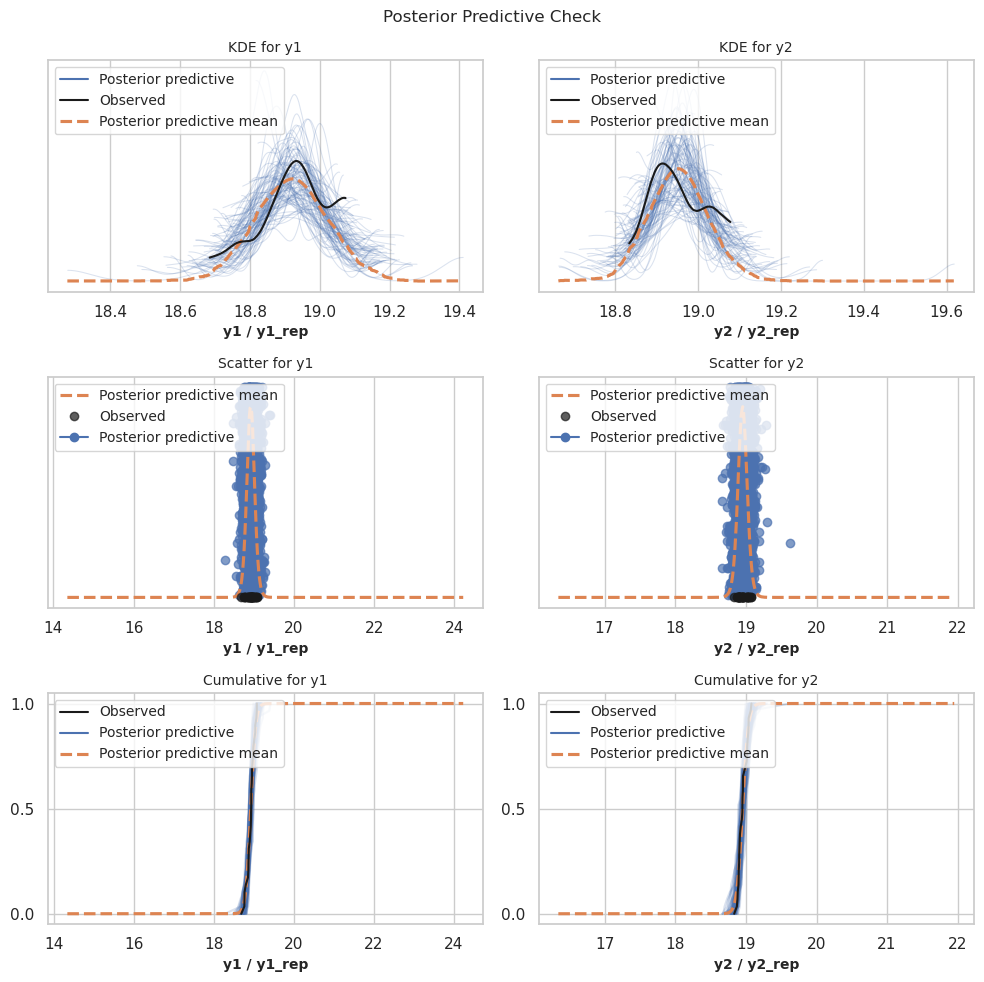 Posterior Predictive Check
KDE for y1
Posterior predictive
Observed
Posterior predictive mean
18.4 18.6 18.8 19.0 19.2 19.4
y1 / y1_rep
KDE for y2
Posterior predictive
Observed
Posterior predictive mean
18.8 19.0 19.2 19.4 19.6
y2 / y2_rep
Scatter for y1
Posterior predictive mean
Observed
Posterior predictive
14 16 18 20 22 24
y1 / y1_rep
Scatter for y2
Posterior predictive mean
Observed
Posterior predictive
17 18 19 20 21 22
y2 / y2_rep
Cumulative for y1
1.0
0.5
0.0
Observed
Posterior predictive
Posterior predictive mean
14 16 18 20 22 24
y1 / y1_rep
Cumulative for y2
1.0
0.5
0.0
Observed
Posterior predictive
Posterior predictive mean
17 18 19 20 21 22
y2 / y2_rep